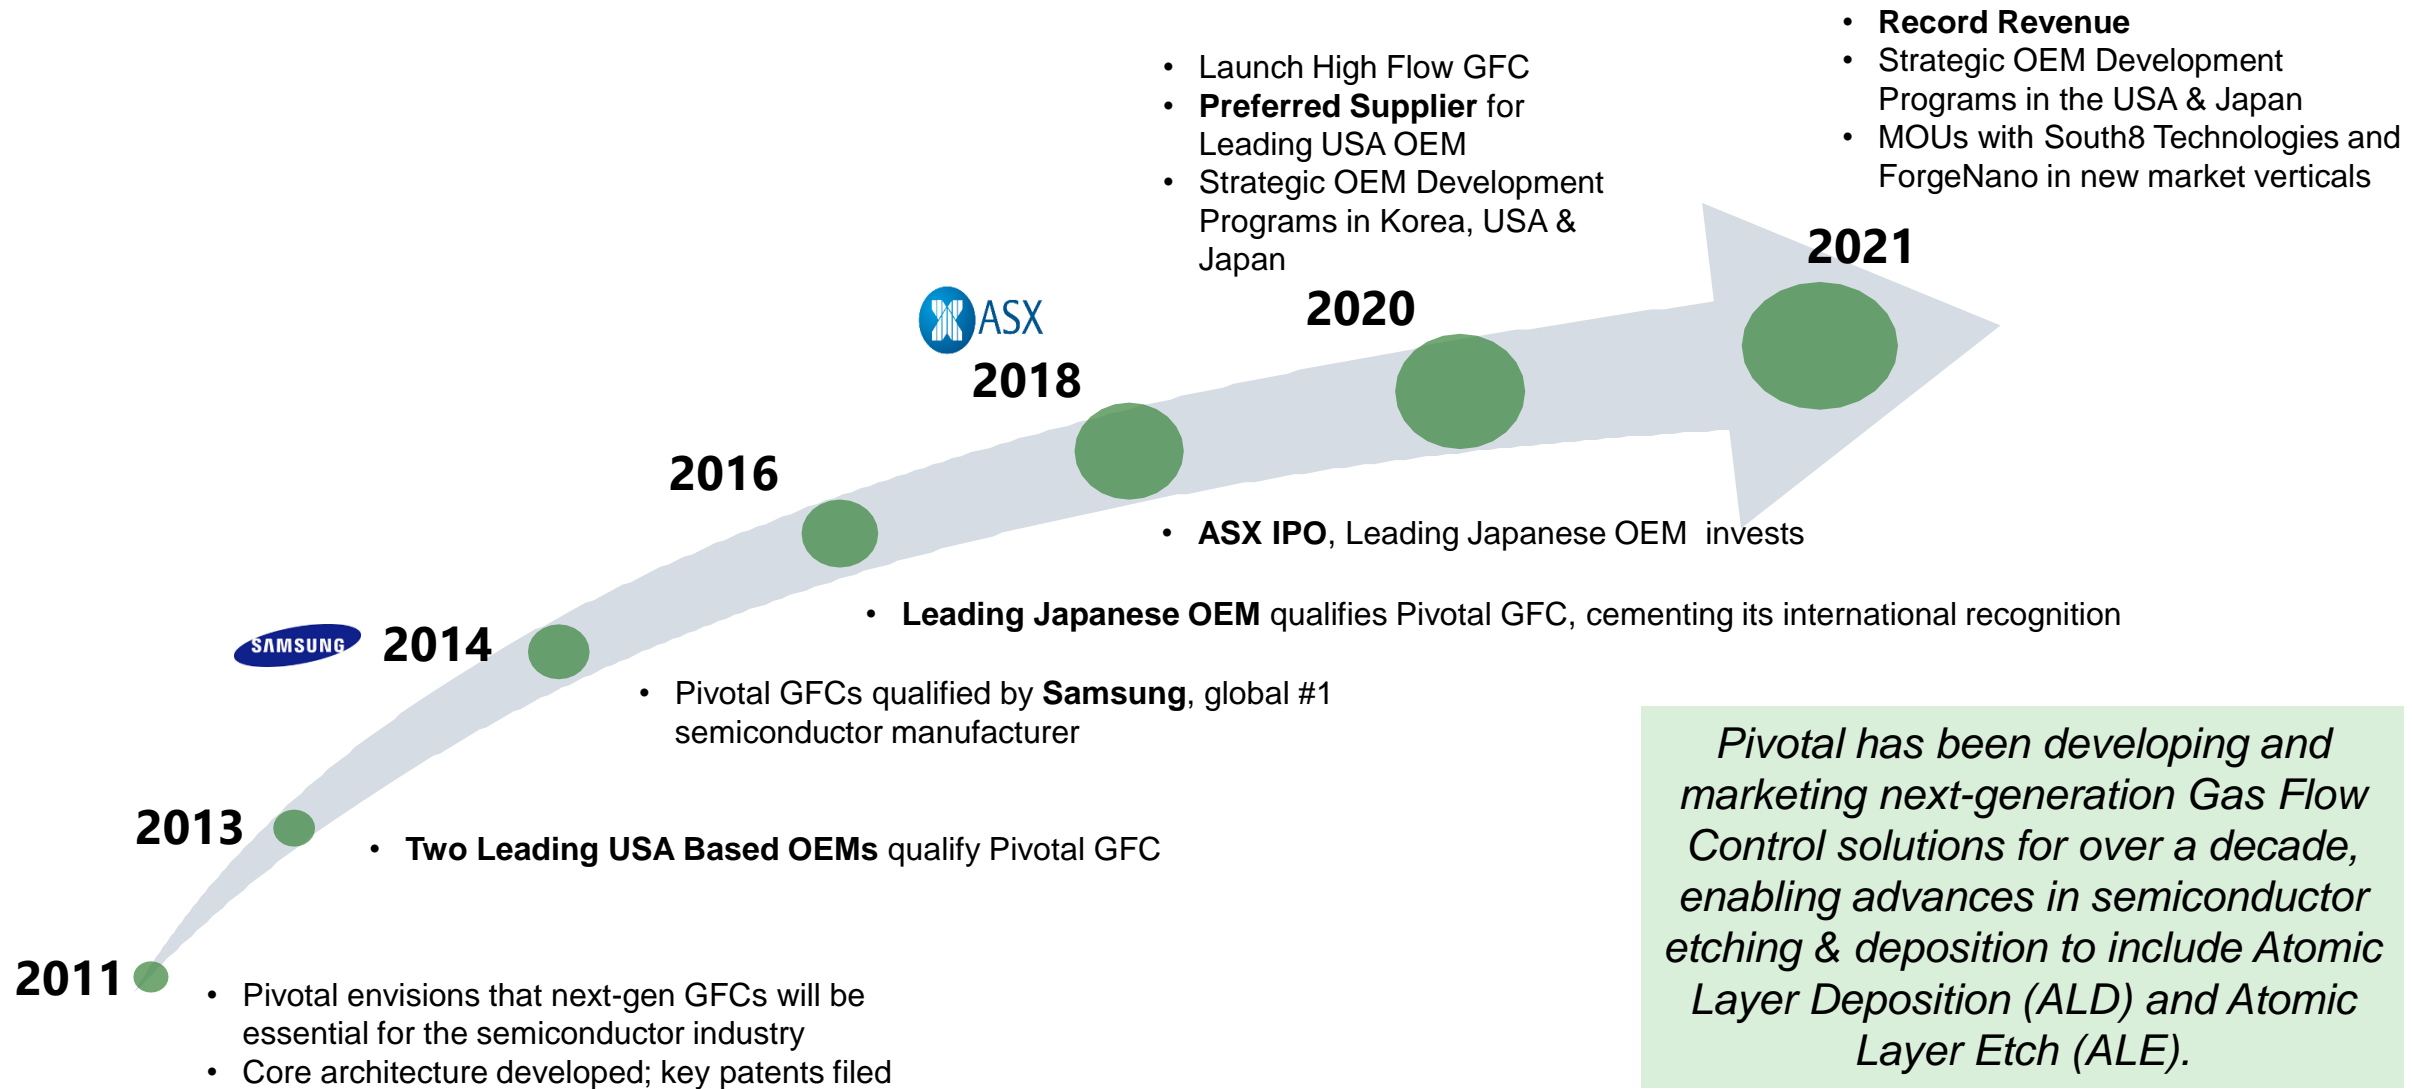 • Record Revenue
• Strategic OEM Development
Programs in the USA & Japan
• MOUs with South8 Technologies and
ForgeNano in new market verticals
2021
• Launch High Flow GFC
• Preferred Supplier for
Leading USA OEM
• Strategic OEM Development
Programs in Korea, USA &
Japan
2020
ASX
2018
• ASX IPO, Leading Japanese OEM  invests
2016
• Leading Japanese OEM qualifies Pivotal GFC, cementing its international recognition
SAMSUNG
2014
• Pivotal GFCs qualified by Samsung, global #1
semiconductor manufacturer
2013
• Two Leading USA Based OEMs qualify Pivotal GFC
2011
• Pivotal envisions that next-gen GFCs will be
essential for the semiconductor industry
• Core architecture developed; key patents filed
Pivotal has been developing and
marketing next-generation Gas Flow
Control solutions for over a decade,
enabling advances in semiconductor
etching & deposition to include Atomic
Layer Deposition (ALD) and Atomic
Layer Etch (ALE).